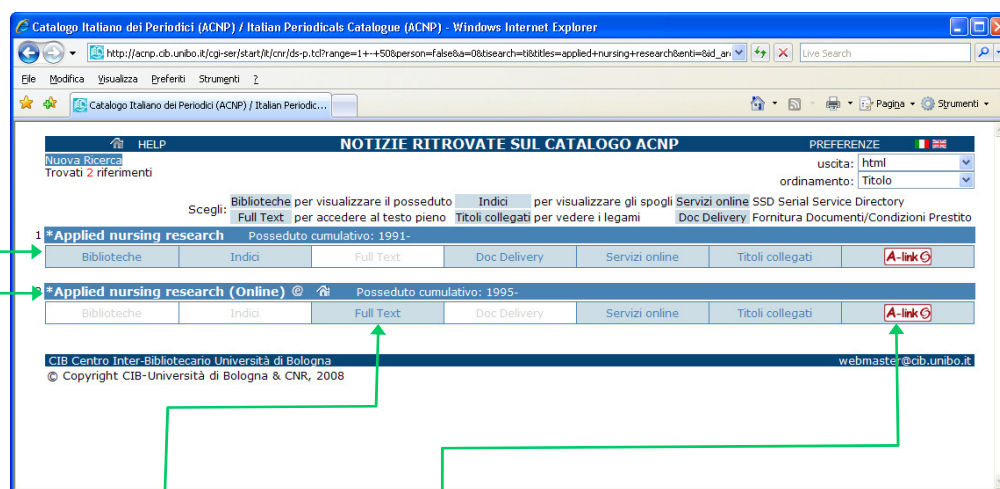 Catalogo Italiano dei Periodici (ACNP) / Italian Periodicals Catalogue (ACNP) - Windows Internet Explorer
http://acnp.cib.unibo.it/cgi-ser/start/it/cnr/ds-p.tcl?range=1+-+50&person=false&a=0&tisearch=ti&titles=applied+nursing+research&enti=&id_an
Live Search
File Modifica Visualizza Preferiti Strumenti ?
Catalogo Italiano dei Periodici (ACNP) / Italian Periodic... Pagina Strumenti
HELP NOTIZIE RITROVATE SUL CATALOGO ACNP PREFERENZE
Nuova Ricerca uscita: html
Trovati 2 riferimenti ordinamento: Titolo
Scegli: Biblioteche per visualizzare il posseduto Indici per visualizzare gli spogli Servizi online SSD Serial Service Directory
Full Text per accedere al testo pieno Titoli collegati per vedere i legami Doc Delivery Fornitura Documenti/Condizioni Prestito
1 *Applied nursing research Posseduto cumulativo: 1991-
Biblioteche Indici Full Text Doc Delivery Servizi online Titoli collegati A-link
*Applied nursing research (Online) © Posseduto cumulativo: 1995-
Biblioteche Indici Full Text Doc Delivery Servizi online Titoli collegati A-link
CIB Centro Inter-Bibliotecario Università di Bologna webmaster@cib.unibo.it
© Copyright CIB-Università di Bologna & CNR, 2008